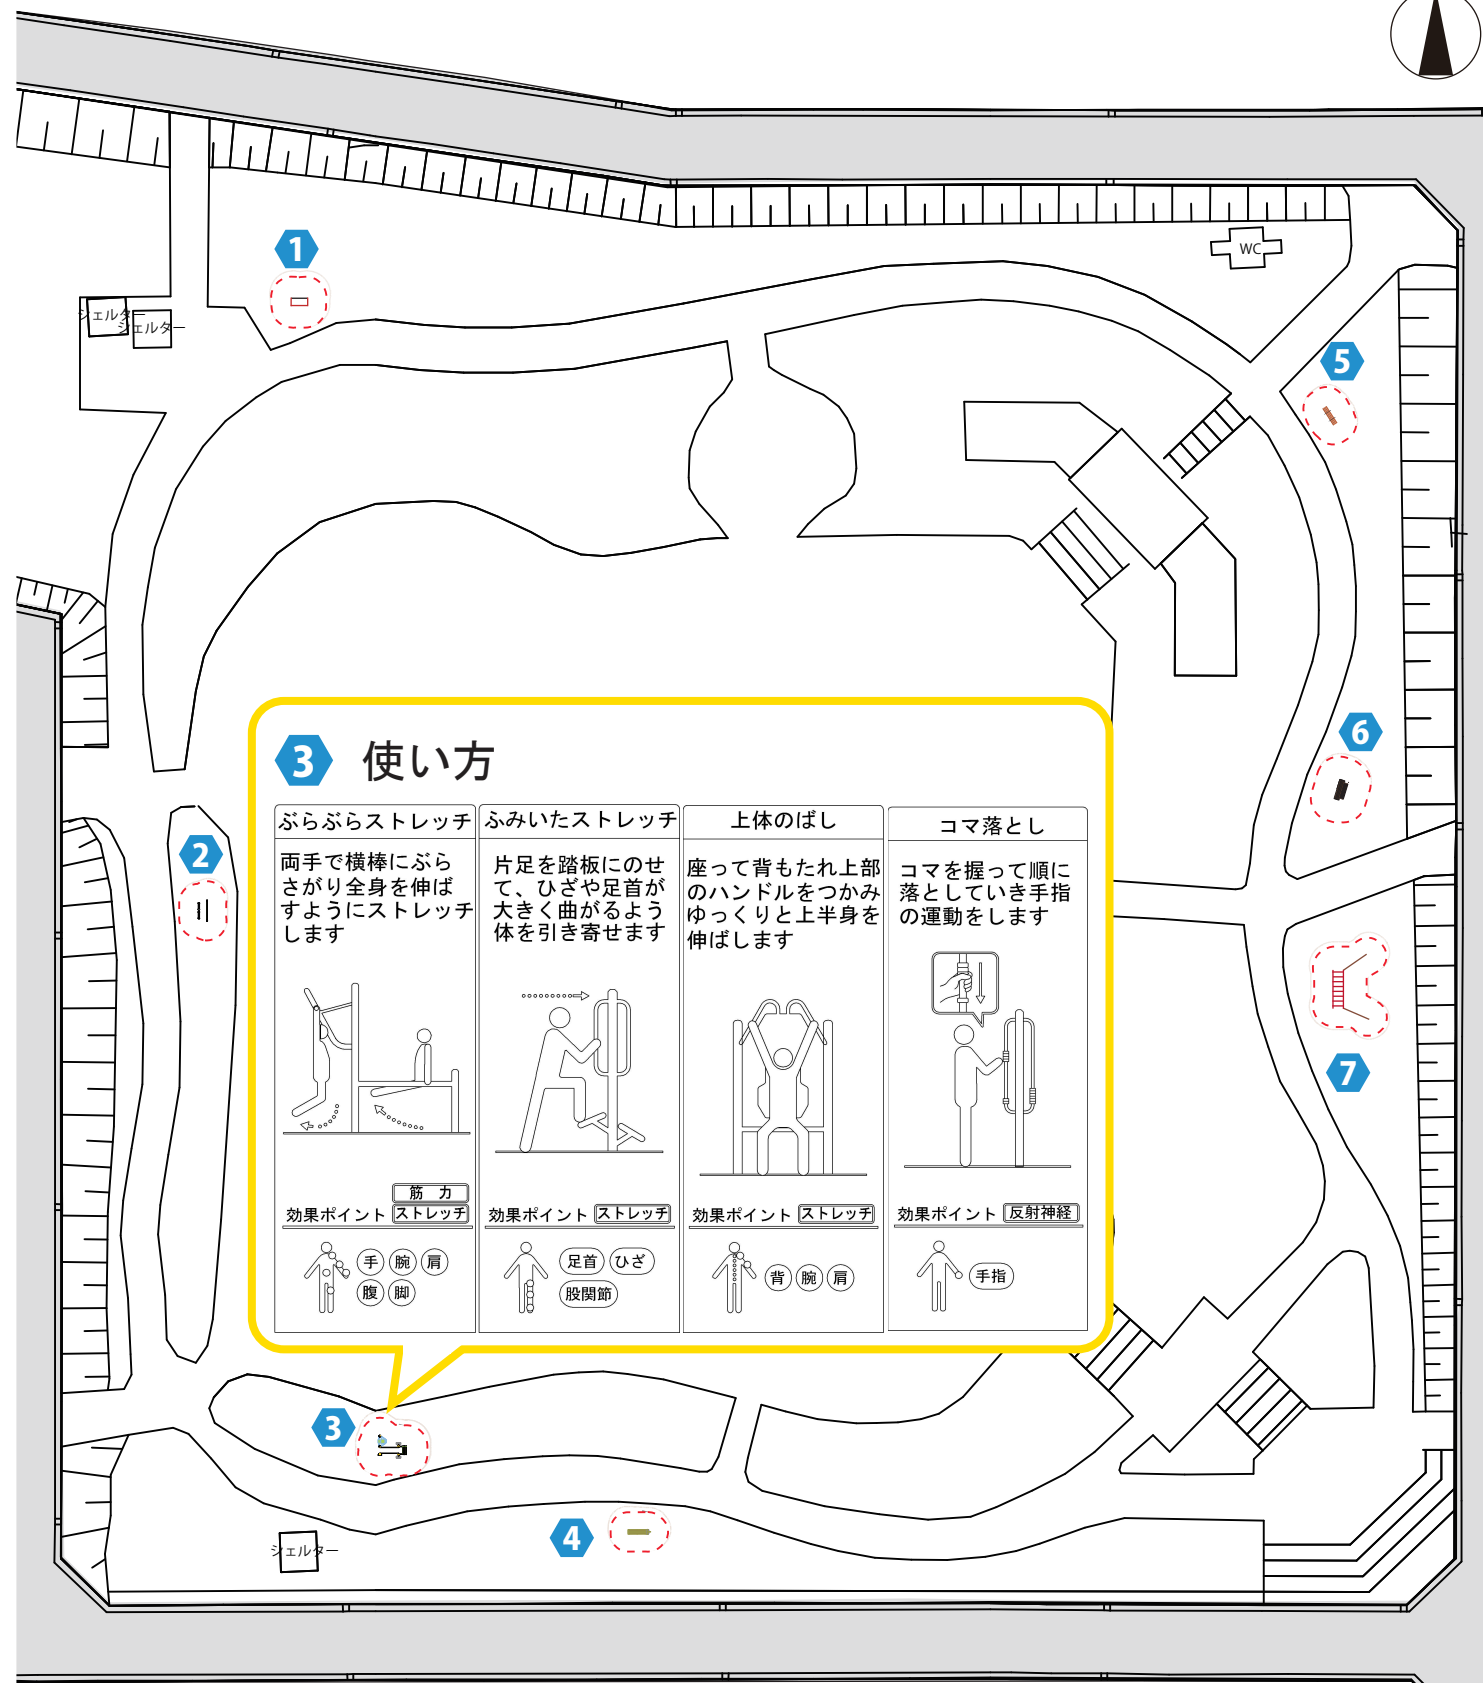 WC
1
シェルター
シェルター
5
6
3 使い方
ぶらぶらストレッチ
両手で横棒にぶら
さがり全身を伸ば
すようにストレッチ
します
筋 力
効果ポイント ストレッチ
手 腕 肩
腹 脚
ふみいたストレッチ
片足を踏板にのせ
て、ひざや足首が
大きく曲がるよう
体を引き寄せます
効果ポイント ストレッチ
足首 ひざ
股関節
上体のばし
座って背もたれ上部
のハンドルをつかみ
ゆっくりと上半身を
伸ばします
効果ポイント ストレッチ
背 腕 肩
コマ落とし
コマを握って順に
落としていき手指
の運動をします
効果ポイント 反射神経
手指
2
7
3
4
シェルター